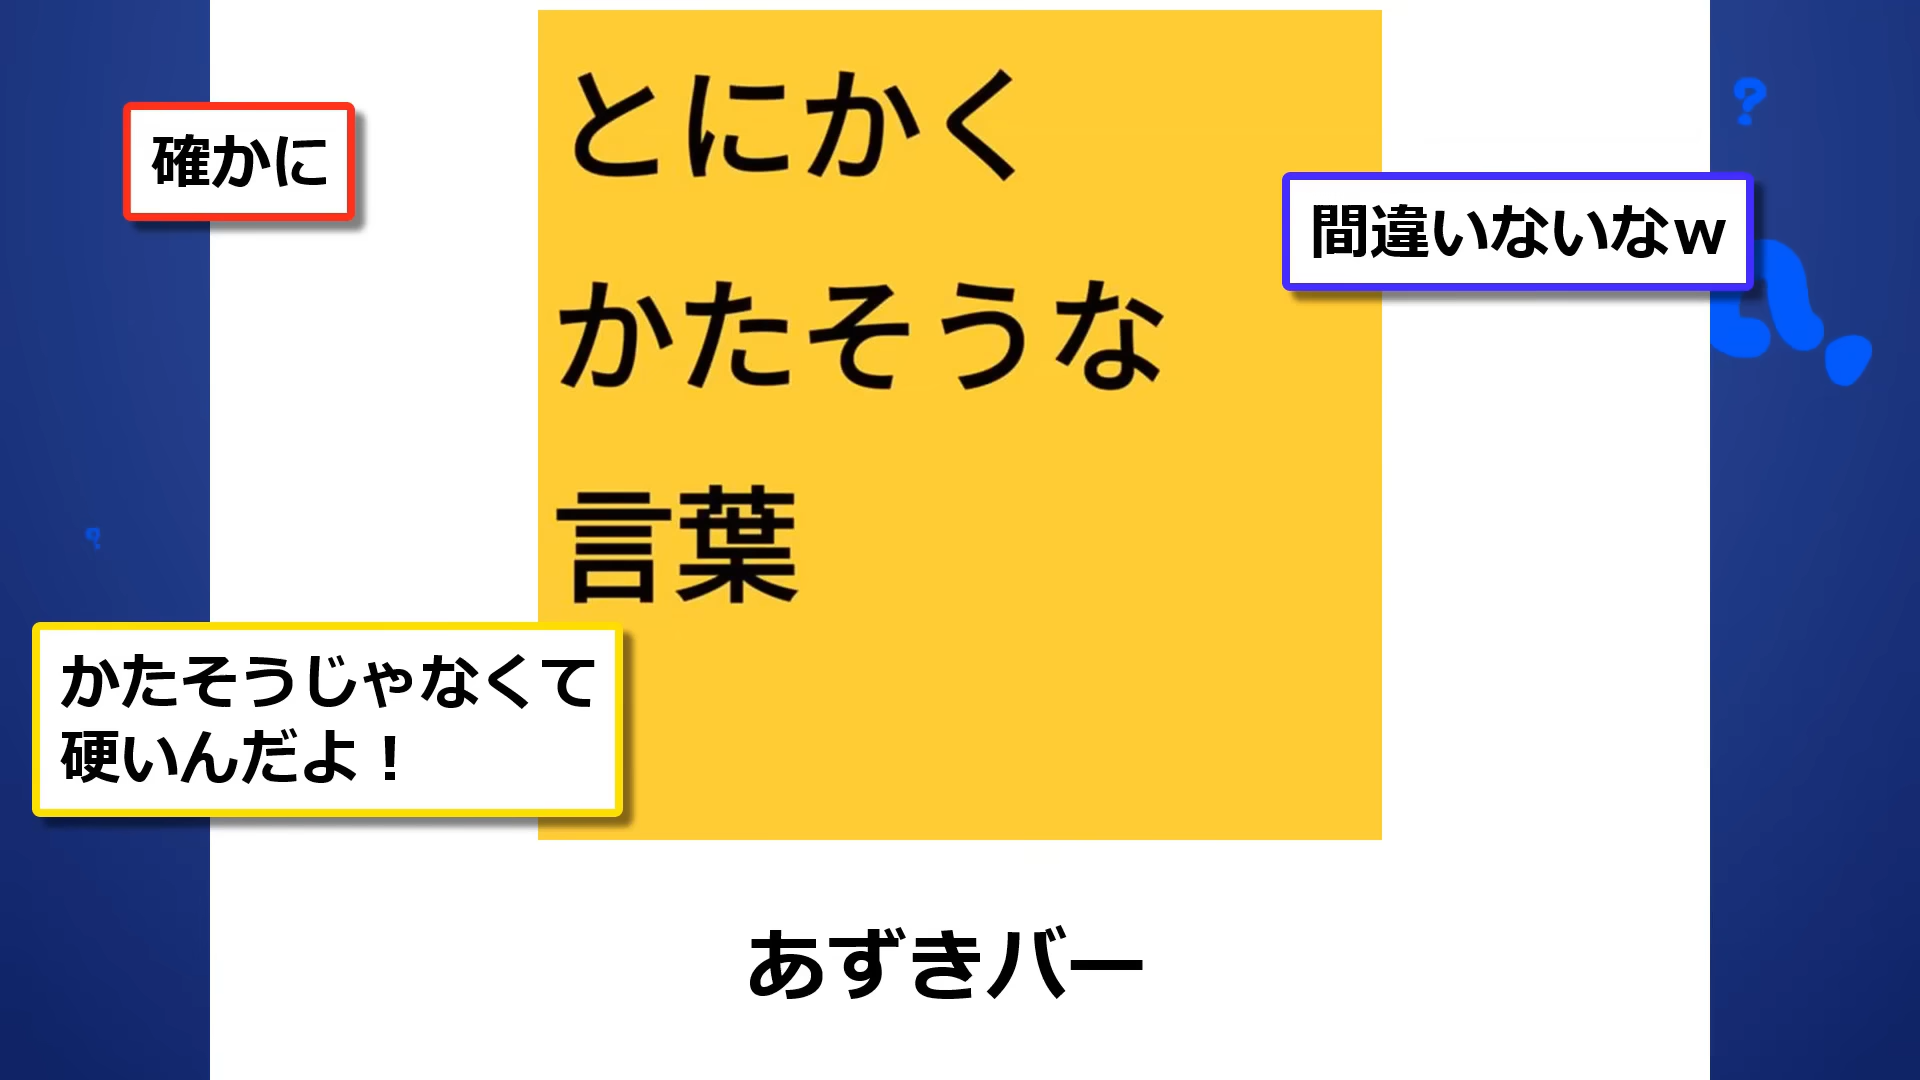 とにかく
かたそうな
言葉
確かに
間違いないなw
かたそうじゃなくて
硬いんだよ！
あずきバー
?
?